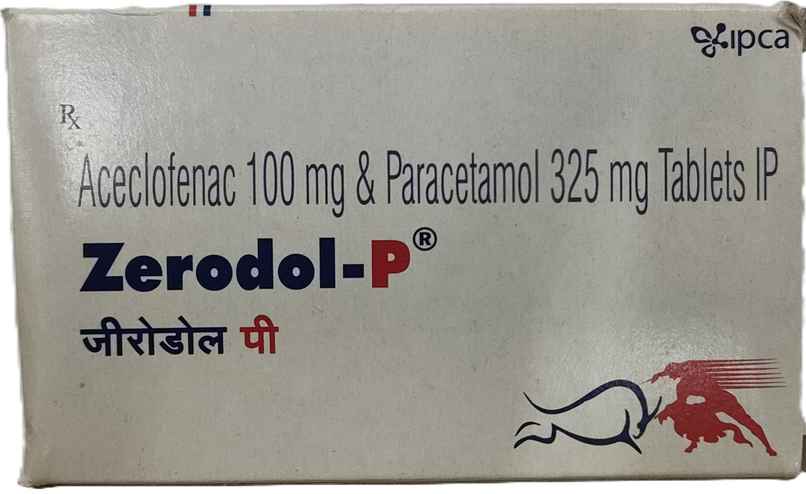 ipca
Rx
Aceclofenac 100 mg & Paracetamol 325 mg Tablets IP
Zerodol-P®
जीरोडोल पी